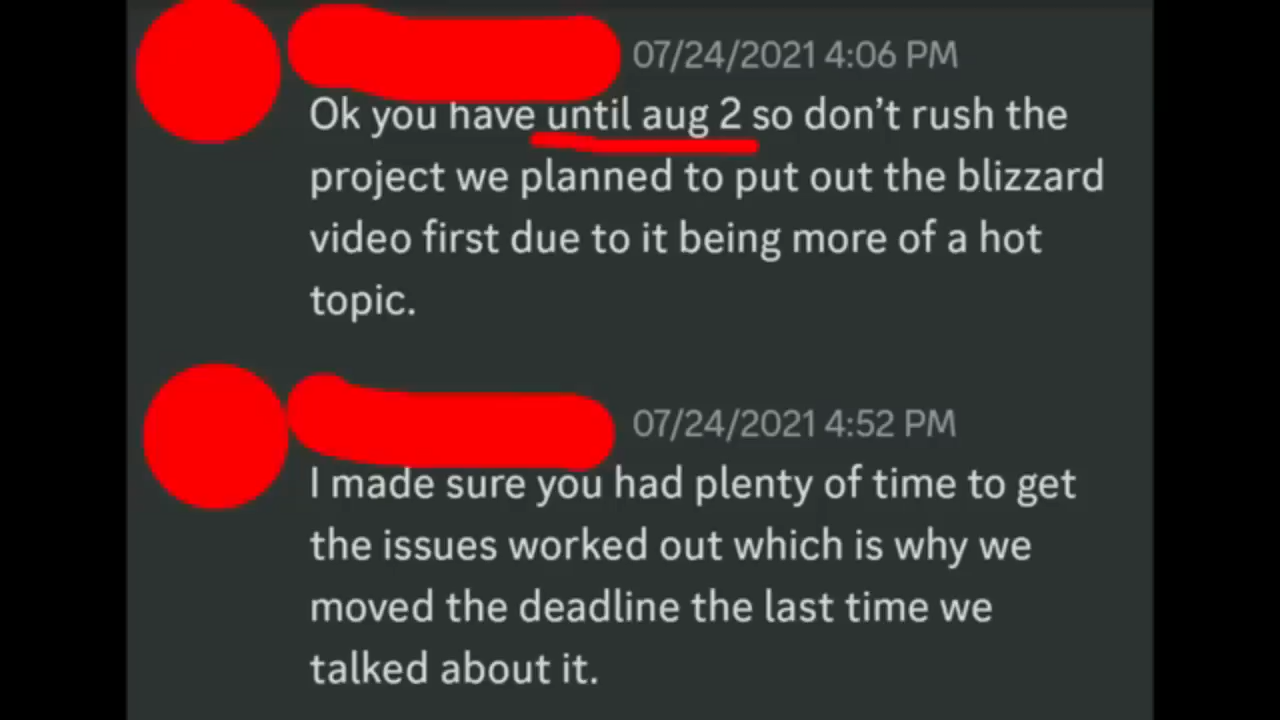 07/24/2021 4:06 PM
Ok you have until aug 2 so don't rush the
project we planned to put out the blizzard
video first due to it being more of a hot
topic.
07/24/2021 4:52 PM
I made sure you had plenty of time to get
the issues worked out which is why we
moved the deadline the last time we
talked about it.